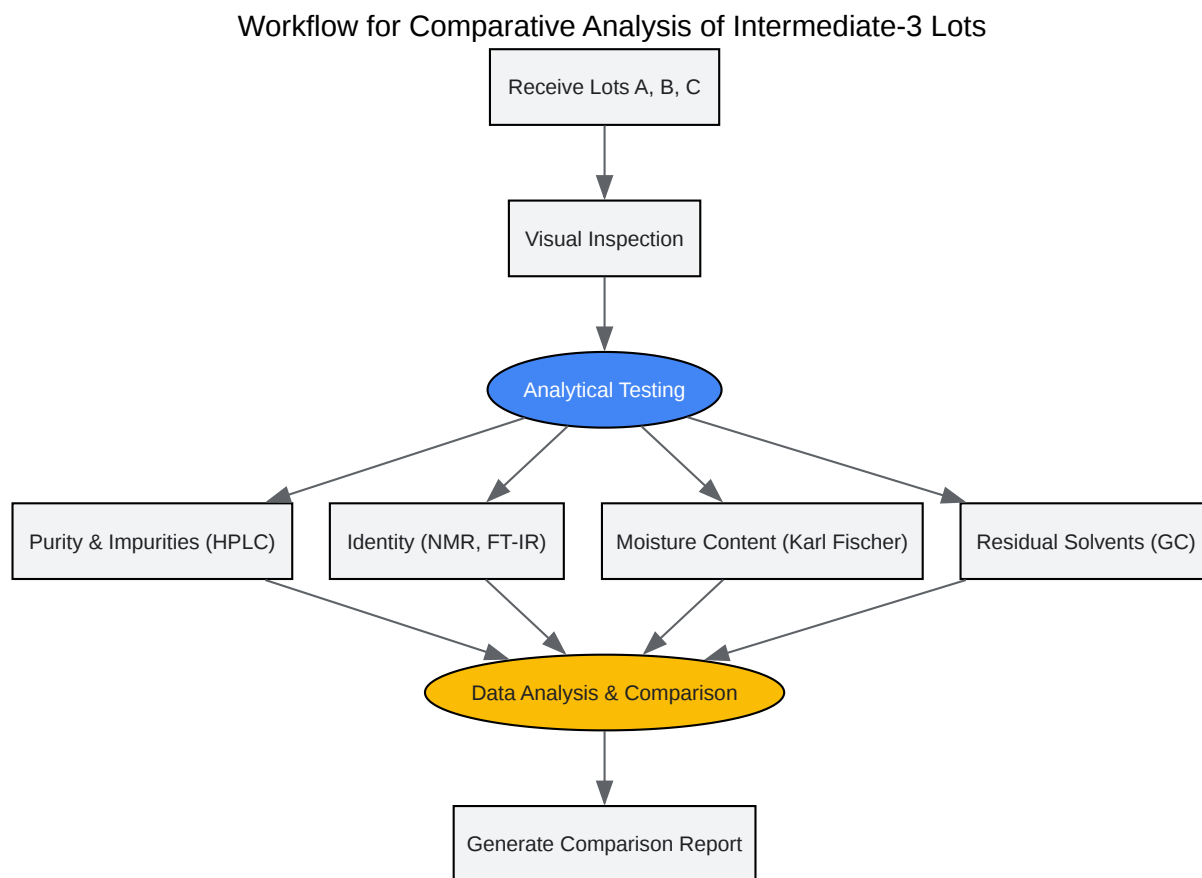 Workflow for Comparative Analysis of Intermediate-3 Lots
Receive Lots A, B, C
Visual Inspection
Analytical Testing
Purity & Impurities (HPLC)
Identity (NMR, FT-IR)
Moisture Content (Karl Fischer)
Residual Solvents (GC)
Data Analysis & Comparison
Generate Comparison Report